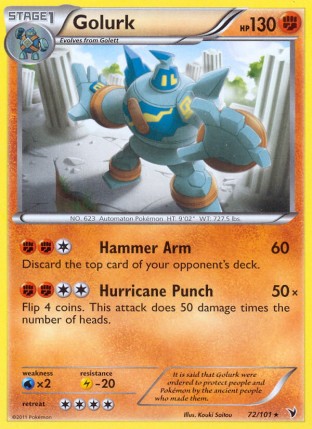 STAGE1 Golurk HP 130
Evolves from Golett
NO. 623 Automaton Pokémon HT: 9'02" WT: 727.5 lbs.
Hammer Arm 60
Discard the top card of your opponent's deck.
Hurricane Punch 50×
Flip 4 coins. This attack does 50 damage times
the number of heads.
weakness resistance
×2 -20
retreat
It is said that Golurk were
ordered to protect people and
Pokémon by the ancient people
who made them.
©2011 Pokémon Illus. Kouki Saitou 72/101 ★